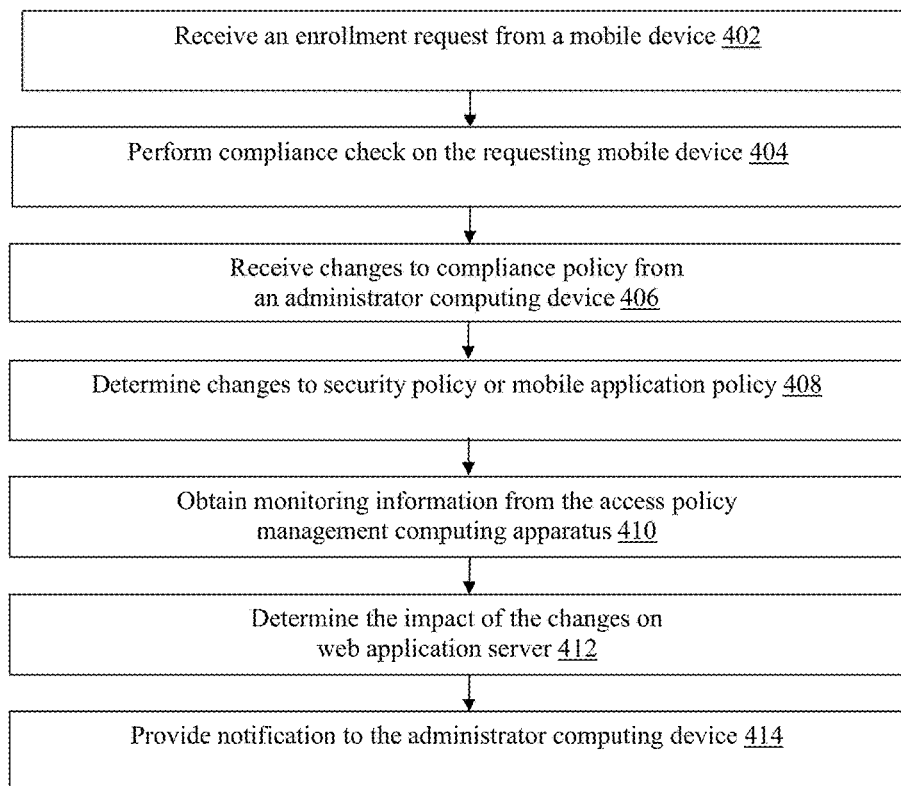 Receive an enrollment request from a mobile device 402
Perform compliance check on the requesting mobile device 404
Receive changes to compliance policy from
an administrator computing device 406
Determine changes to security policy or mobile application policy 408
Obtain monitoring information from the access policy
management computing apparatus 410
Determine the impact of the changes on
web application server 412
Provide notification to the administrator computing device 414